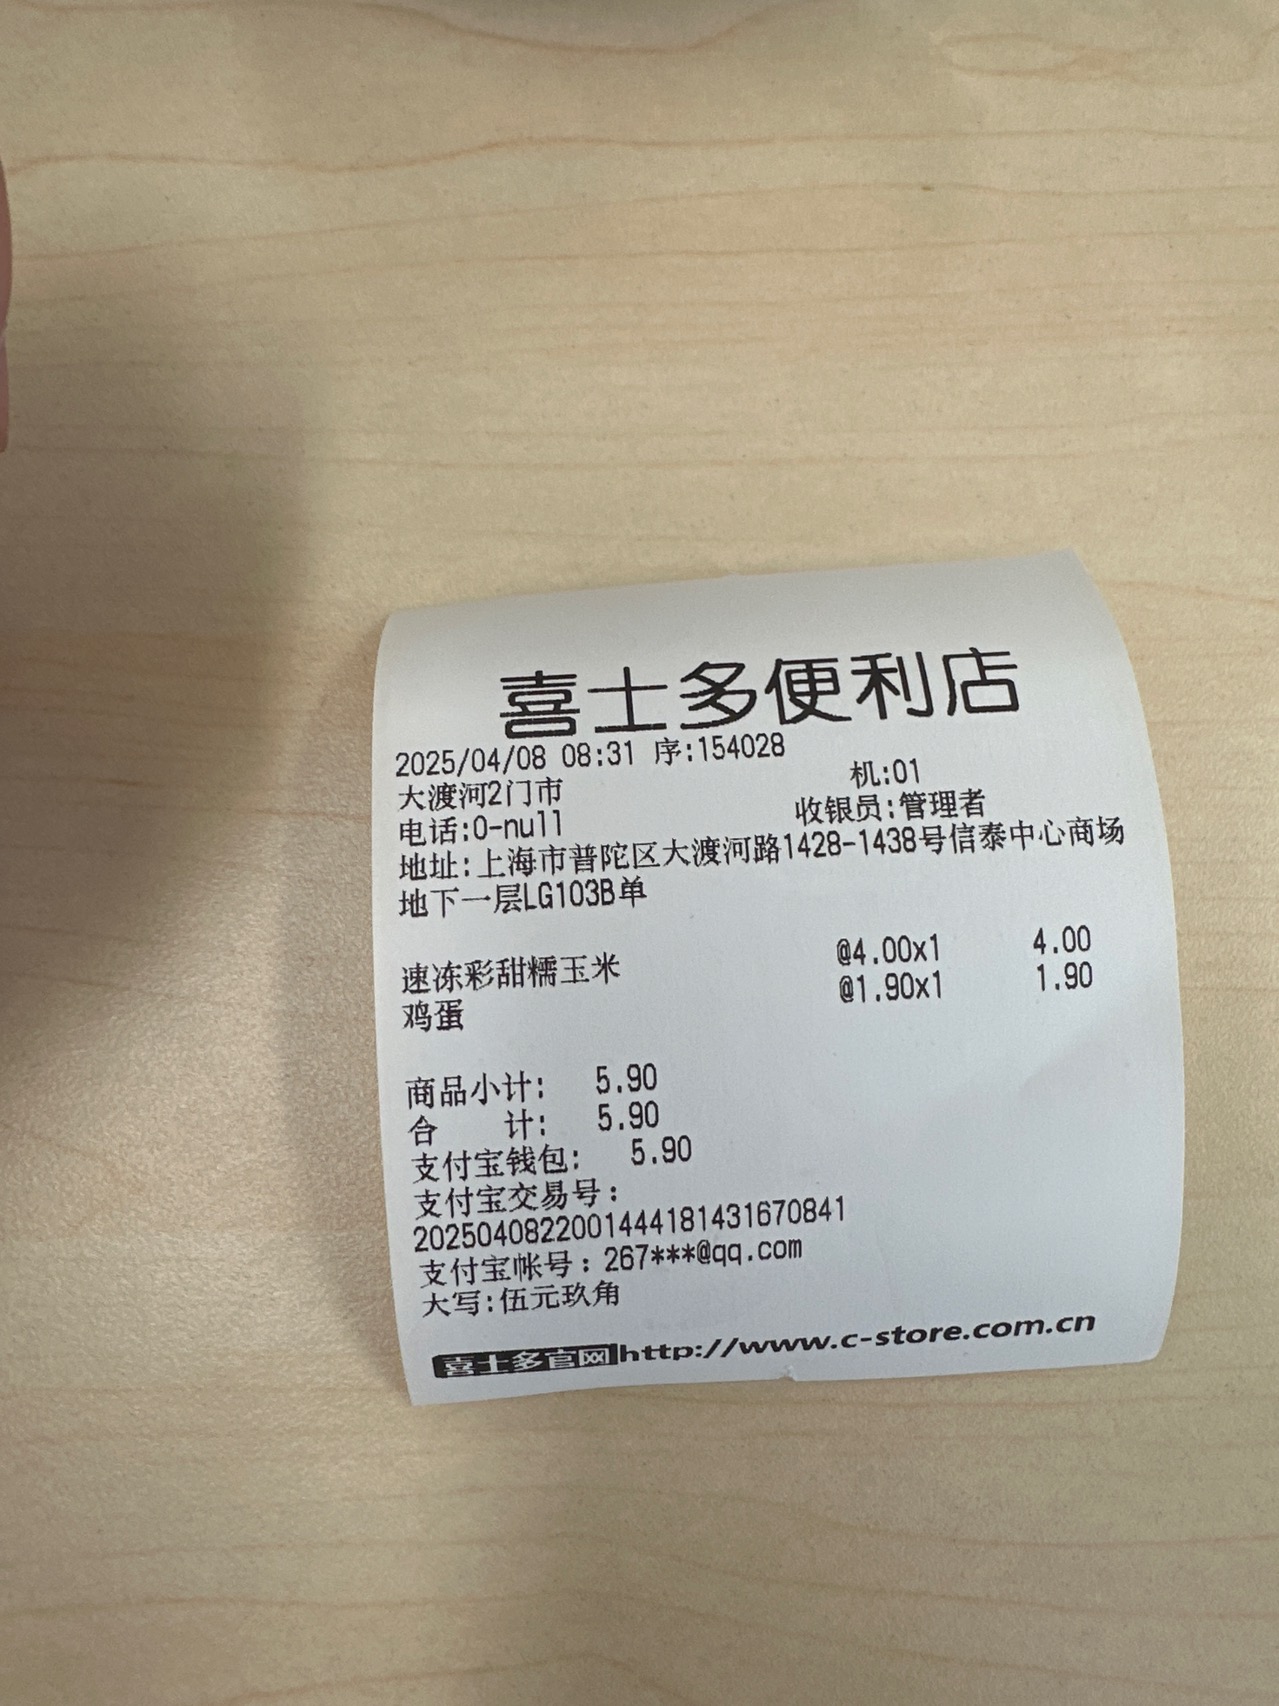 喜士多便利店
2025/04/08 08:31 序:154028
大渡河2门市 机:01
电话:0-null 收银员:管理者
地址:上海市普陀区大渡河路1428-1438号信泰中心商场
地下一层LG103B单
速冻彩甜糯玉米 @4.00x1 4.00
鸡蛋 @1.90x1 1.90
商品小计: 5.90
合 计: 5.90
支付宝钱包: 5.90
支付宝交易号:
2025040822001444181431670841
支付宝帐号:267***@qq.com
大写:伍元玖角
喜士多官网http://www.c-store.com.cn